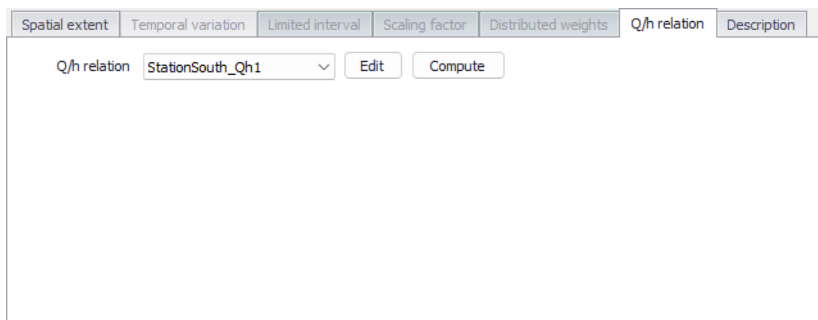 Spatial extent Temporal variation Limited interval Scaling factor Distributed weights Q/h relation Description
Q/h relation StationSouth_Qh1 Edit Compute